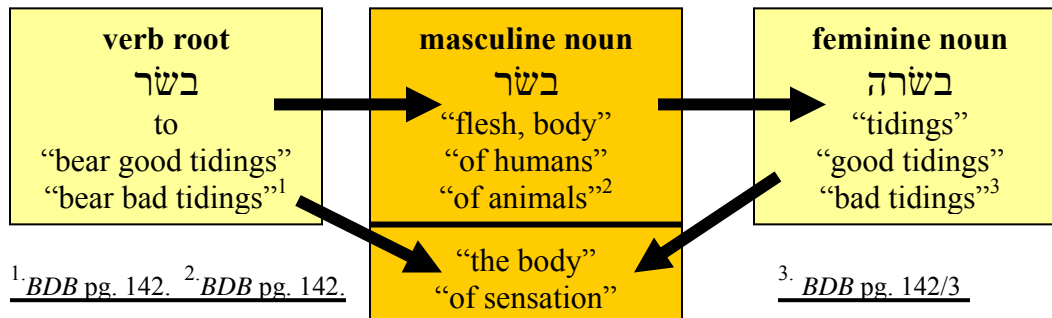 verb root
בשׂר
to
“bear good tidings”
“bear bad tidings”1
masculine noun
בשׂר
“flesh, body”
“of humans”
“of animals”2
“the body”
“of sensation”
feminine noun
בשׂרה
“tidings”
“good tidings”
“bad tidings”3
1. BDB pg. 142. 2. BDB pg. 142.
3. BDB pg. 142/3